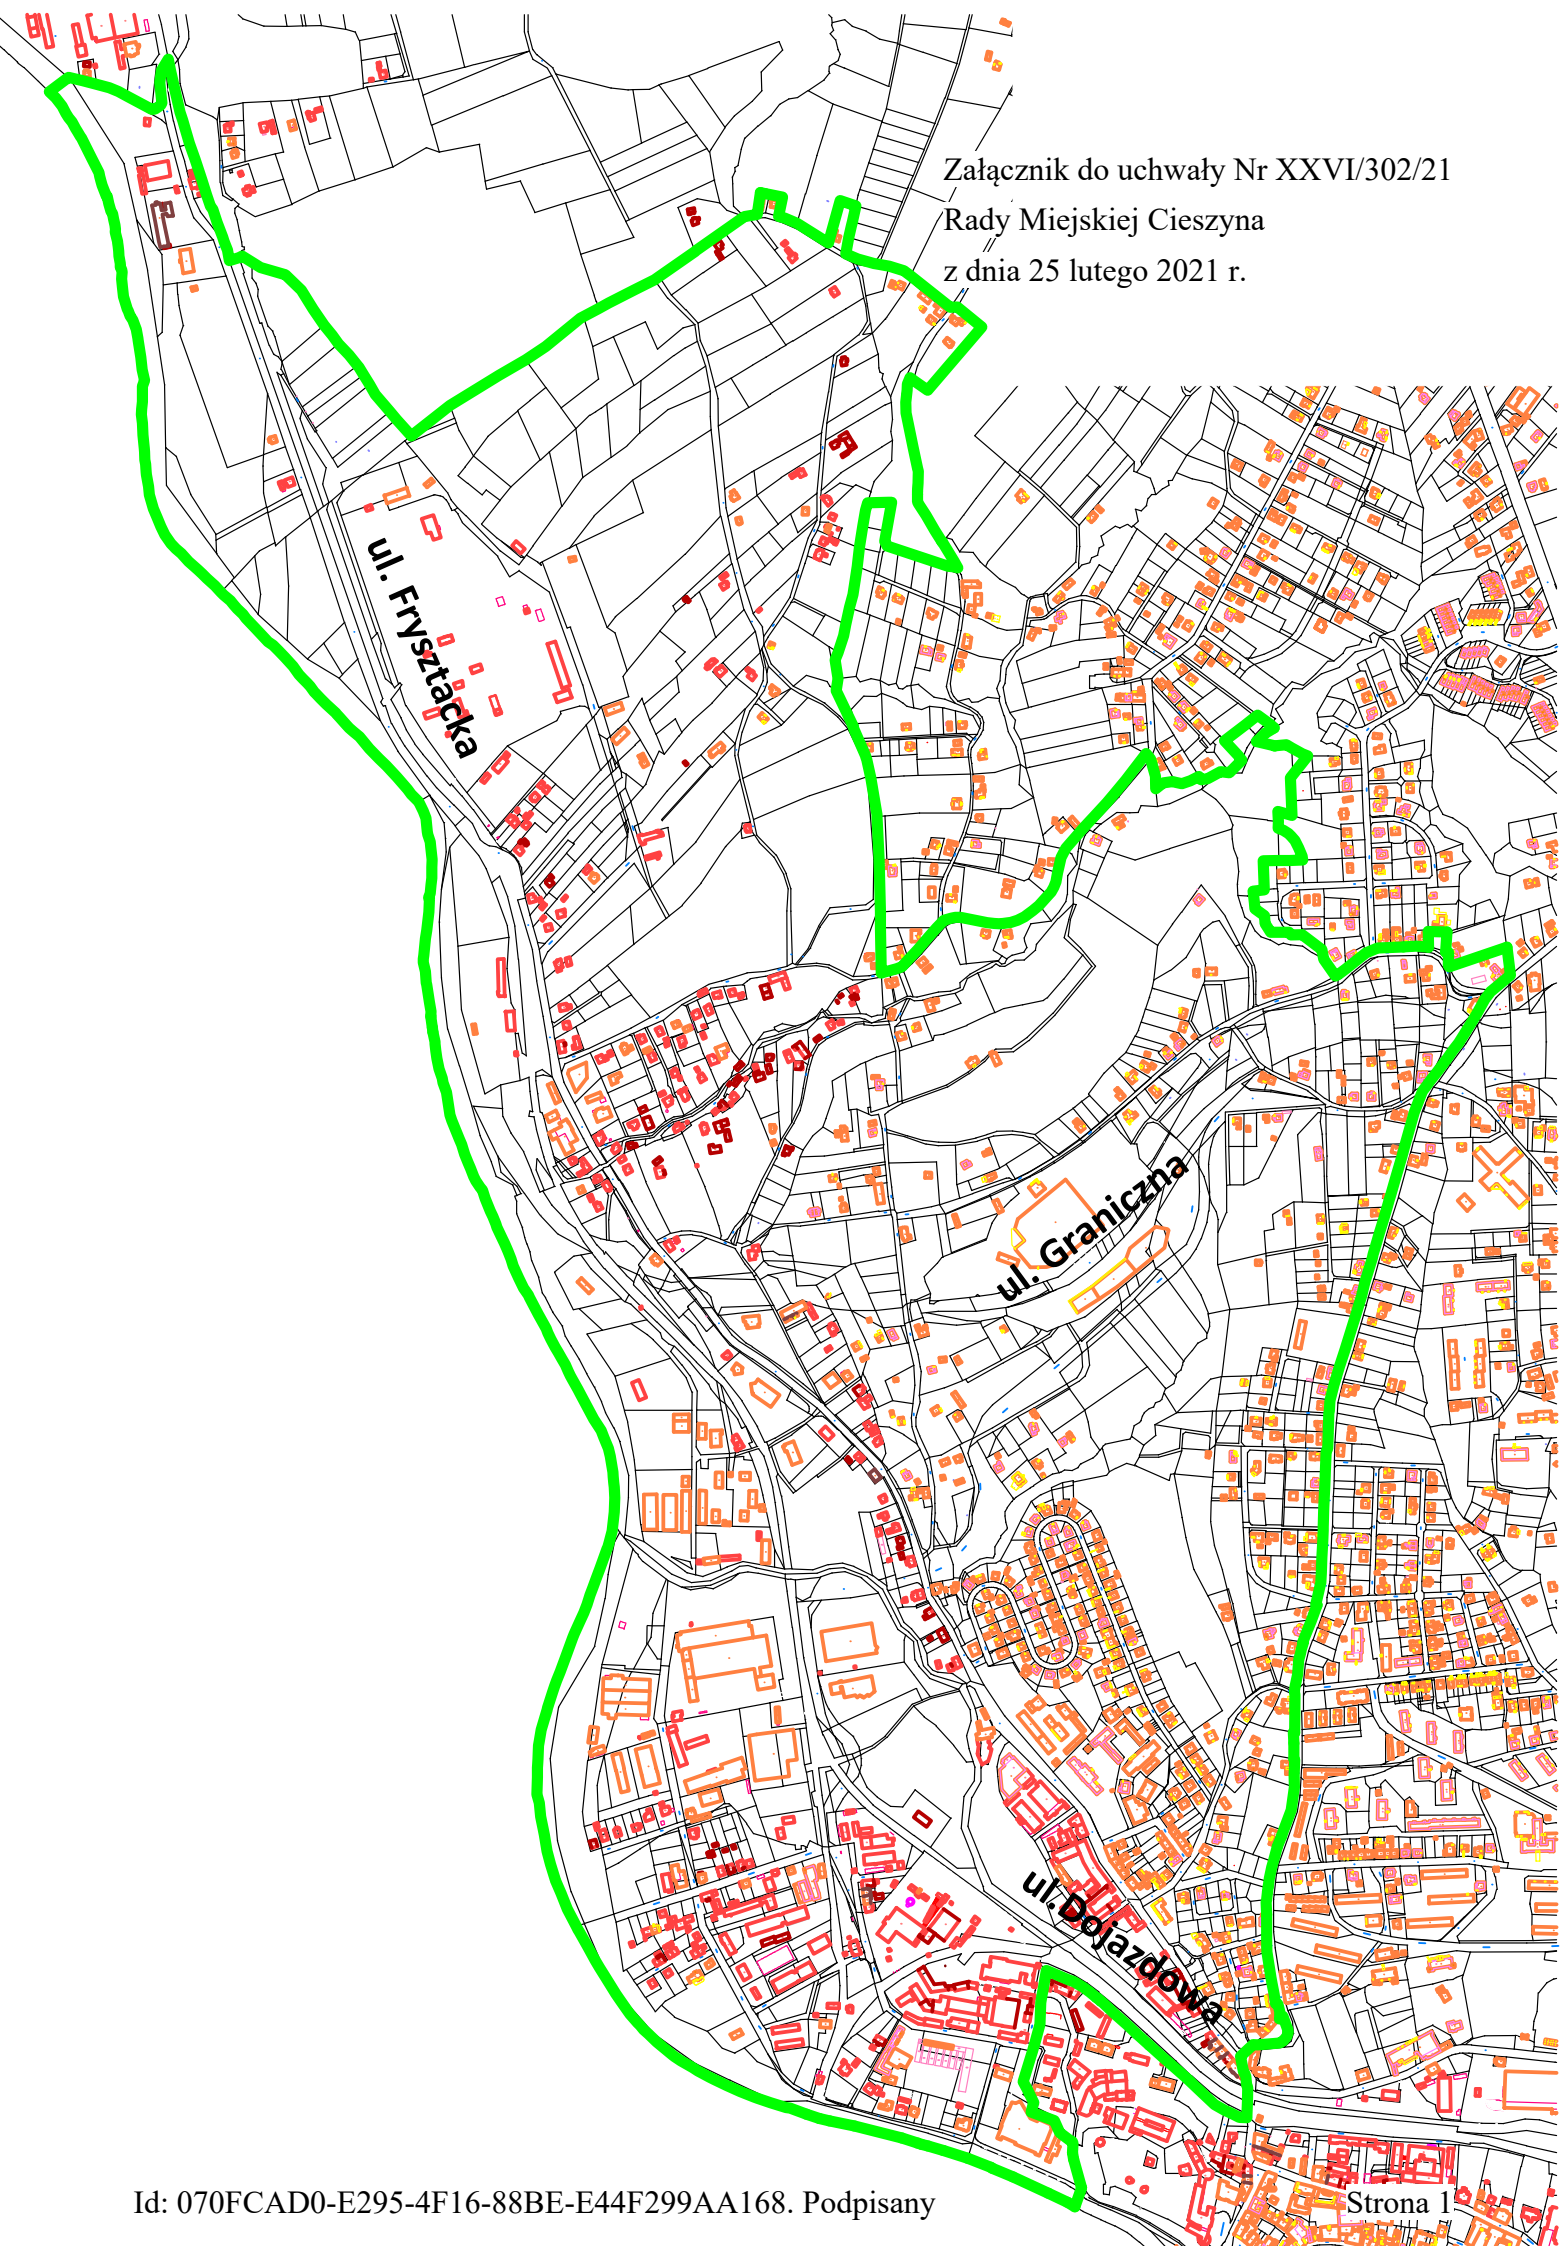 Załącznik do uchwały Nr XXVI/302/21
Rady Miejskiej Cieszyna
z dnia 25 lutego 2021 r.
ul. Frysztacka
ul. Graniczna
ul. Dojazdowa
Id: 070FCAD0-E295-4F16-88BE-E44F299AA168. Podpisany
Strona 1